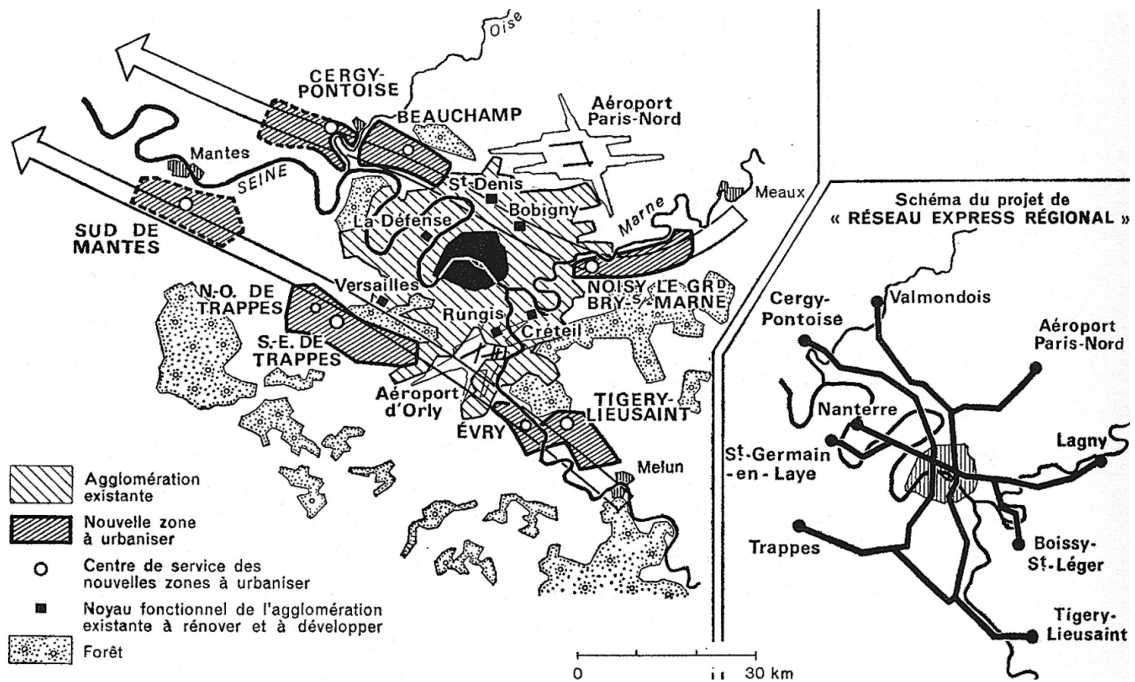 Oise
CERGY-
PONTOISE
BEAUCHAMP
Aéroport
Paris-Nord
Mantes
SEINE
St-Denis
Bobigny
Marne
Meaux
La Défense
SUD DE
MANTES
Versailles
N.-O. DE
TRAPPES
Rungis
NOISY-LE-GRD
BRY-S-MARNE
Créteil
S.-E. DE
TRAPPES
Aéroport
d'Orly
TIGERY-
LIEUSAINT
ÉVRY
Melun
Agglomération
existante
Nouvelle zone
à urbaniser
Centre de service des
nouvelles zones à urbaniser
Noyau fonctionnel de l'agglomération
existante à rénover et à développer
Forêt
0 30 km
Schéma du projet de
« RÉSEAU EXPRESS RÉGIONAL »
Valmondois
Cergy-
Pontoise
Aéroport
Paris-Nord
Nanterre
St-Germain
-en-Laye
Lagny
Trappes
Boissy-
St-Léger
Tigery-
Lieusaint